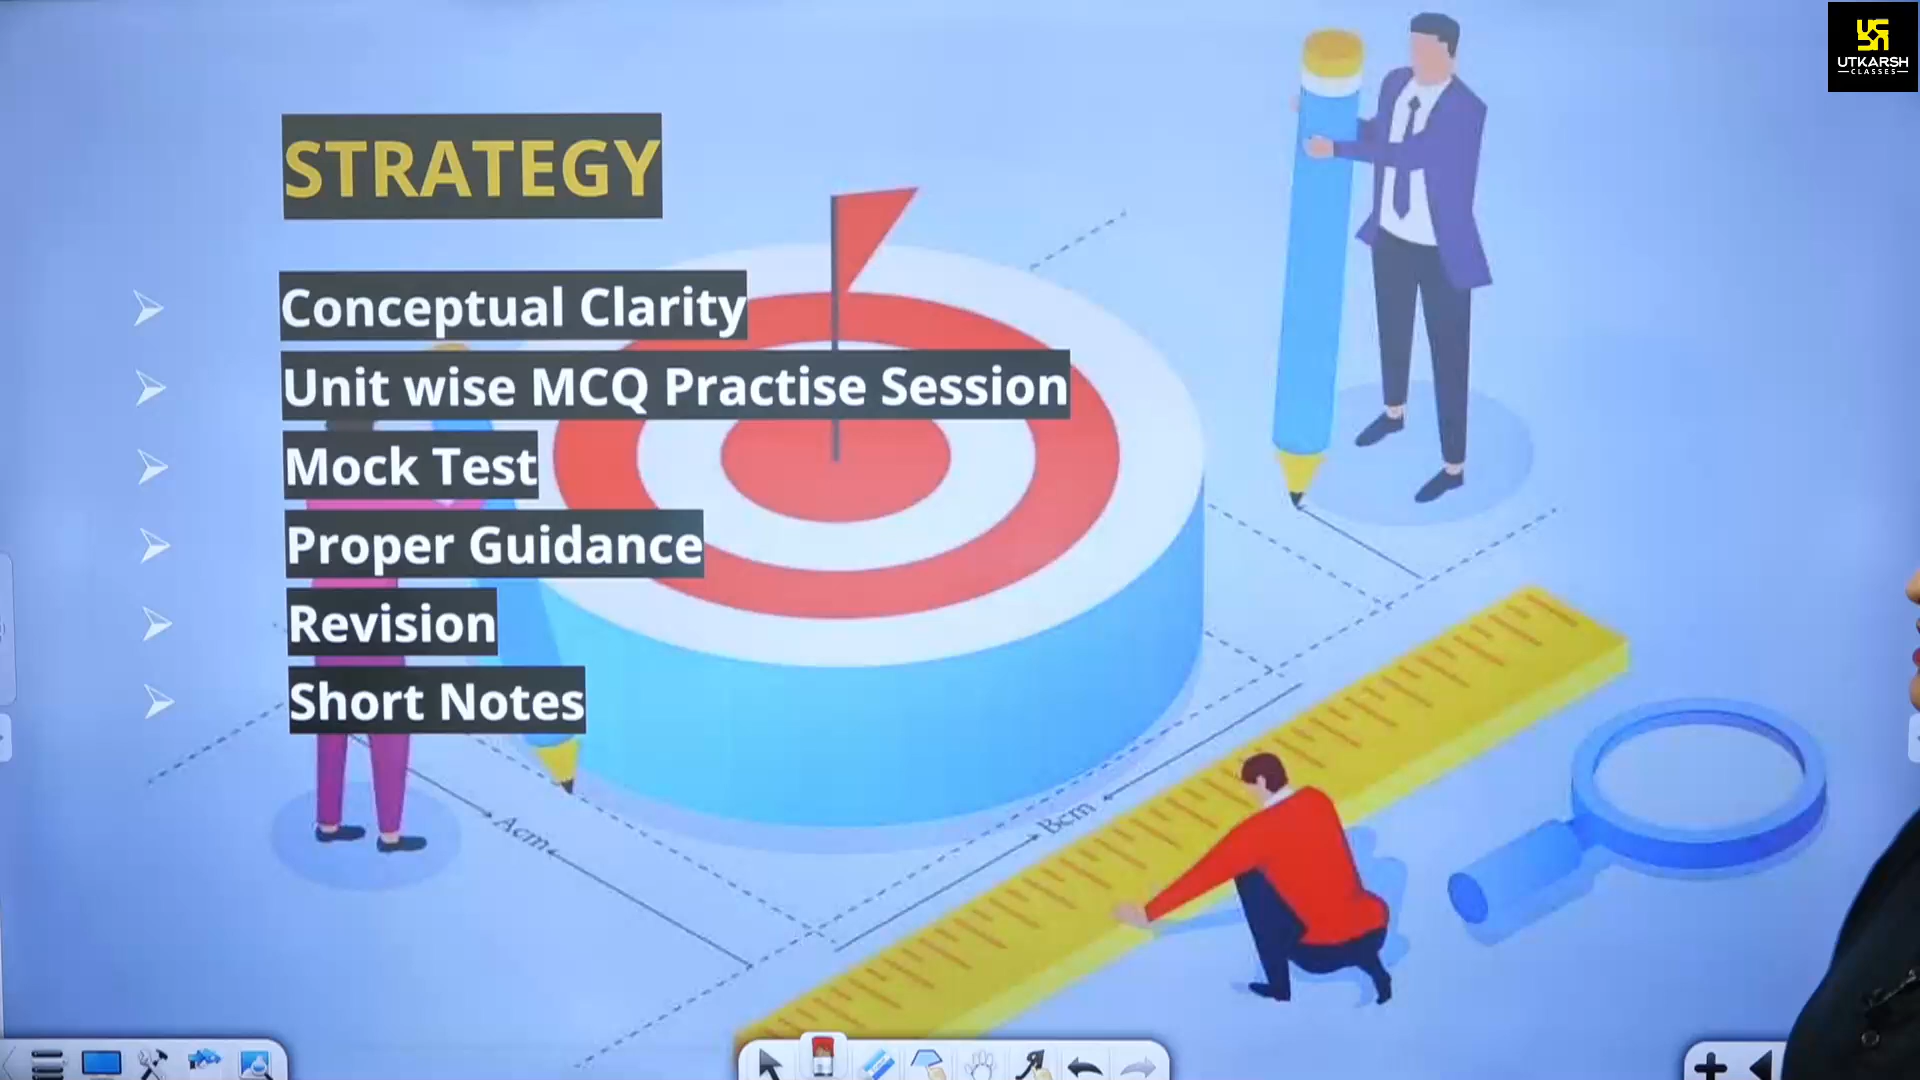 UTKARSH
CLASSES
STRATEGY
Conceptual Clarity
Unit wise MCQ Practise Session
Mock Test
Proper Guidance
Revision
Short Notes
Acm
Bcm